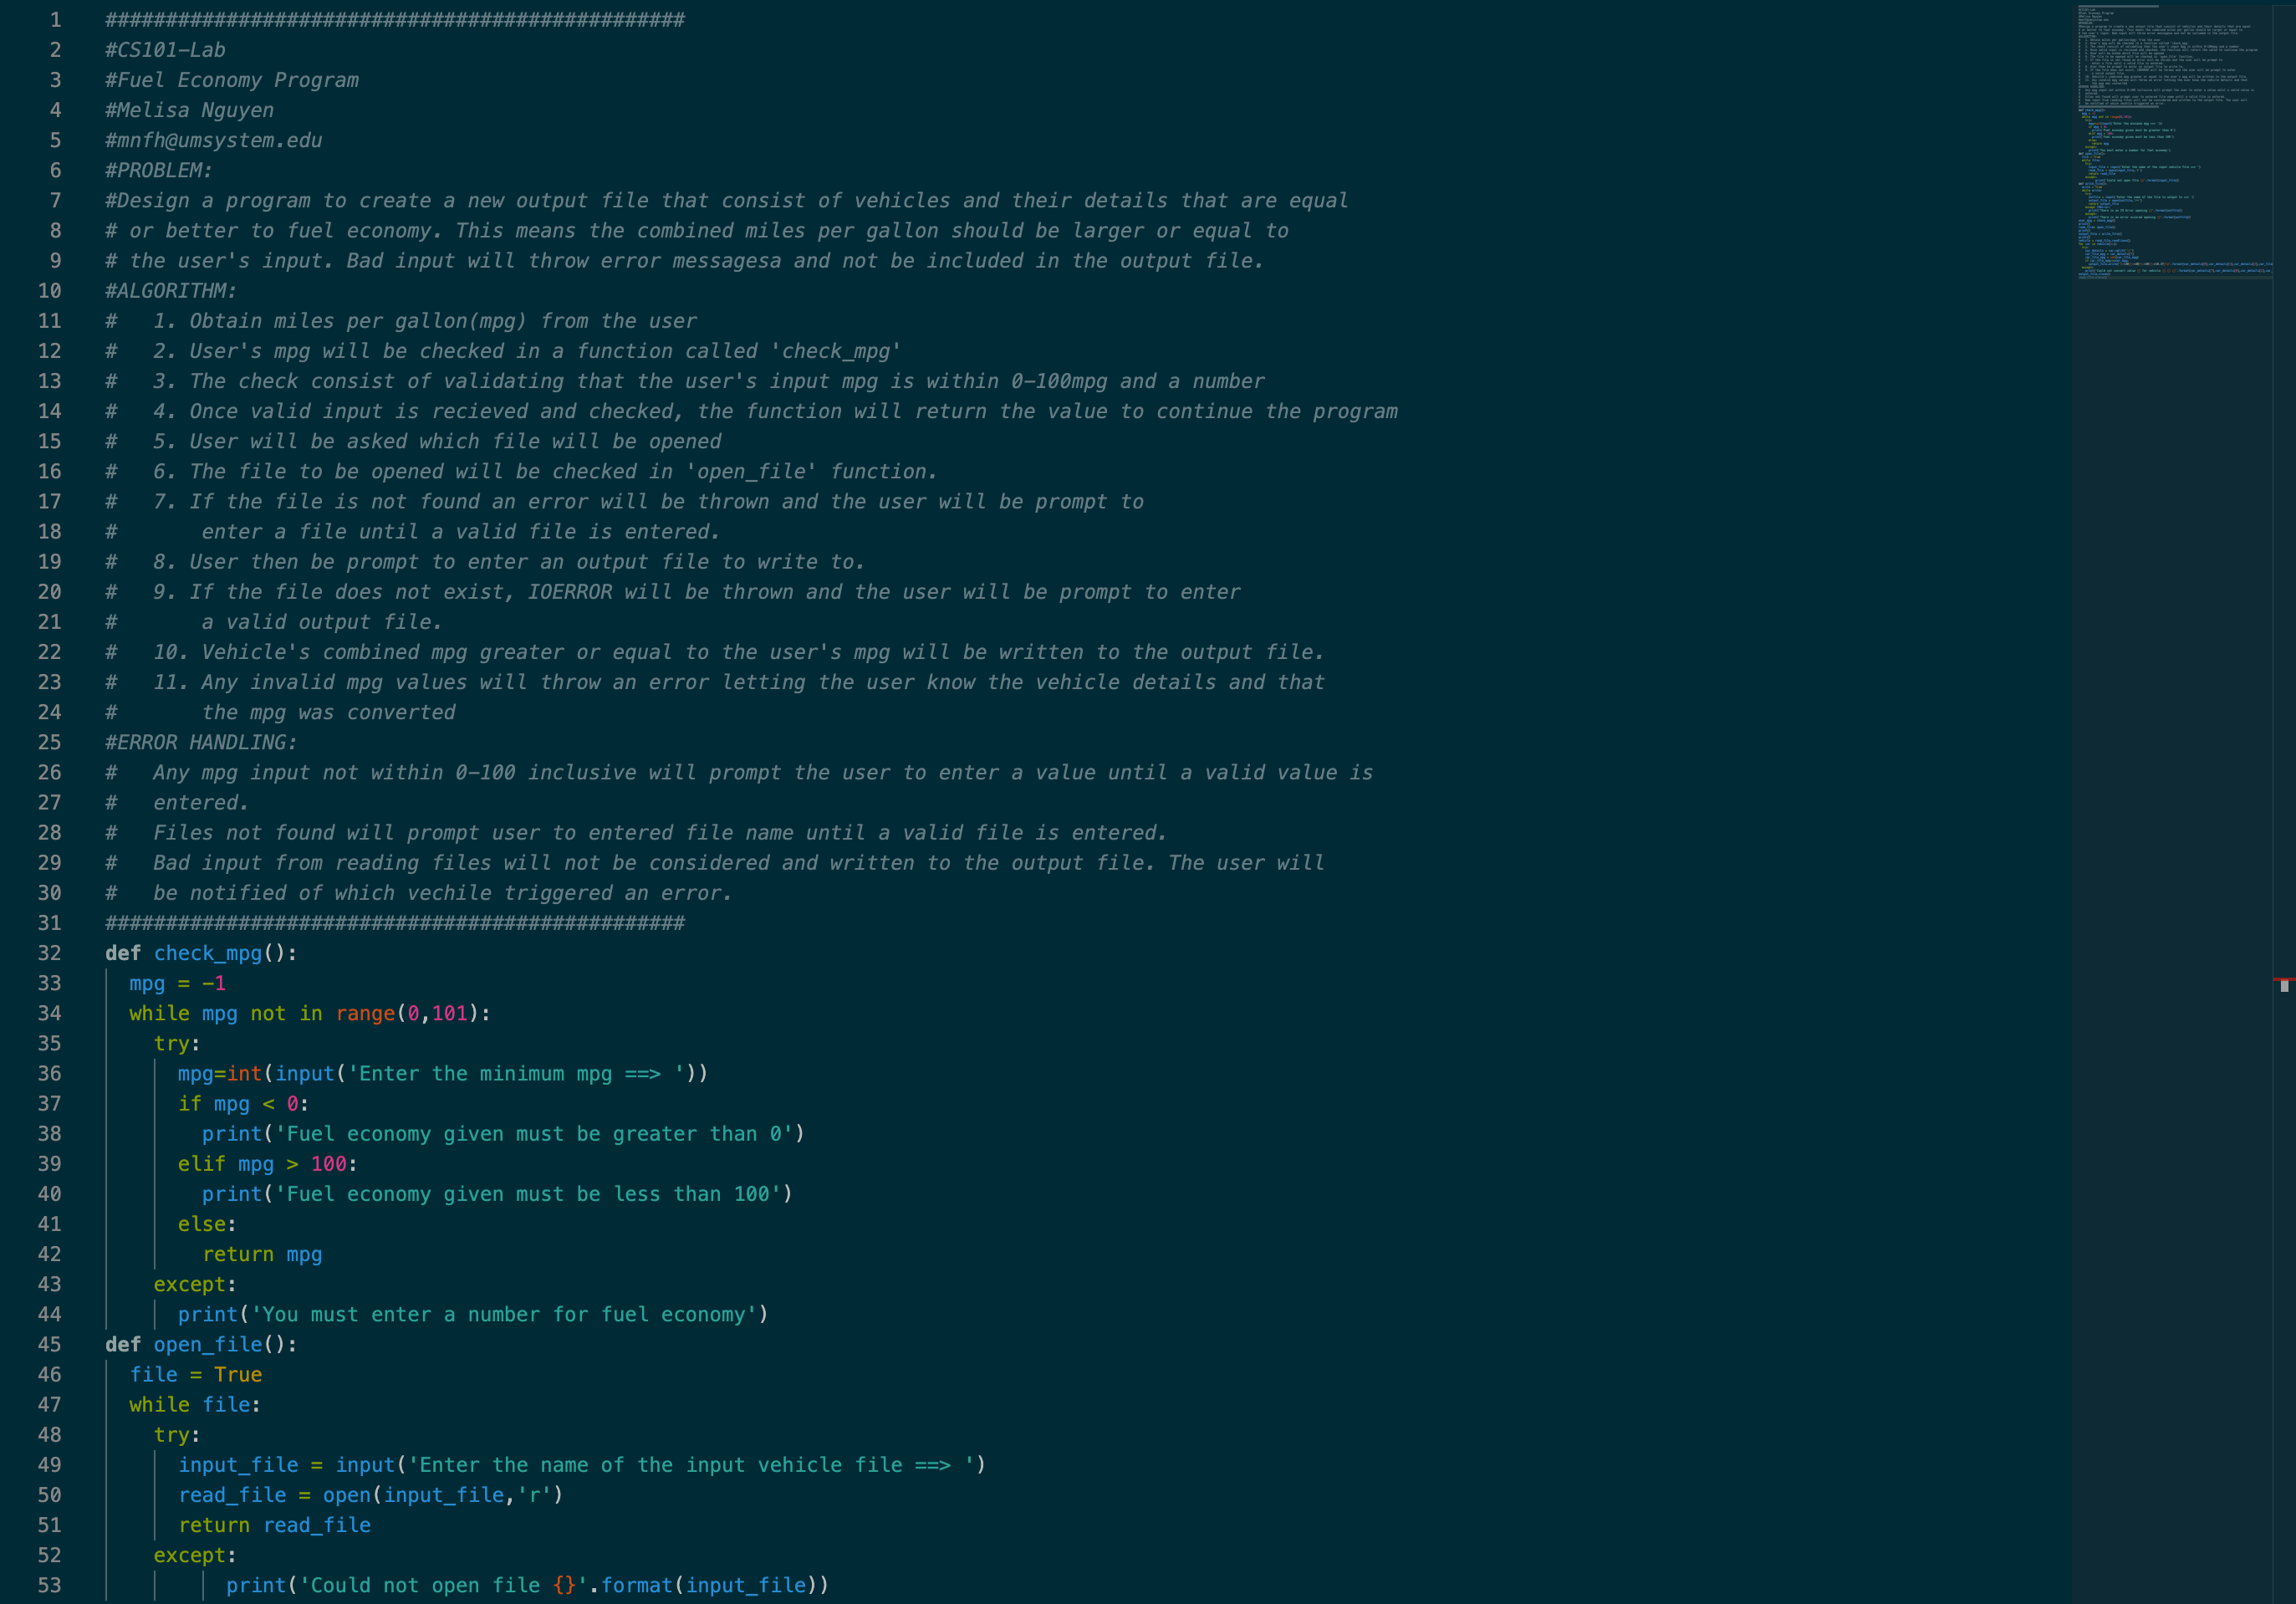 1 ################################################
2 #CS101-Lab
3 #Fuel Economy Program
4 #Melisa Nguyen
5 #mnfh@umsystem.edu
6 #PROBLEM:
7 #Design a program to create a new output file that consist of vehicles and their details that are equal
8 # or better to fuel economy. This means the combined miles per gallon should be larger or equal to
9 # the user's input. Bad input will throw error messagesa and not be included in the output file.
10 #ALGORITHM:
11 #   1. Obtain miles per gallon(mpg) from the user
12 #   2. User's mpg will be checked in a function called 'check_mpg'
13 #   3. The check consist of validating that the user's input mpg is within 0-100mpg and a number
14 #   4. Once valid input is recieved and checked, the function will return the value to continue the program
15 #   5. User will be asked which file will be opened
16 #   6. The file to be opened will be checked in 'open_file' function.
17 #   7. If the file is not found an error will be thrown and the user will be prompt to
18 #       enter a file until a valid file is entered.
19 #   8. User then be prompt to enter an output file to write to.
20 #   9. If the file does not exist, IOERROR will be thrown and the user will be prompt to enter
21 #       a valid output file.
22 #   10. Vehicle's combined mpg greater or equal to the user's mpg will be written to the output file.
23 #   11. Any invalid mpg values will throw an error letting the user know the vehicle details and that
24 #       the mpg was converted
25 #ERROR HANDLING:
26 #   Any mpg input not within 0-100 inclusive will prompt the user to enter a value until a valid value is
27 #   entered.
28 #   Files not found will prompt user to entered file name until a valid file is entered.
29 #   Bad input from reading files will not be considered and written to the output file. The user will
30 #   be notified of which vechile triggered an error.
31 ################################################
32 def check_mpg():
33   mpg = -1
34   while mpg not in range(0,101):
35     try:
36       mpg=int(input('Enter the minimum mpg ==> '))
37       if mpg < 0:
38         print('Fuel economy given must be greater than 0')
39       elif mpg > 100:
40         print('Fuel economy given must be less than 100')
41       else:
42         return mpg
43     except:
44       print('You must enter a number for fuel economy')
45 def open_file():
46   file = True
47   while file:
48     try:
49       input_file = input('Enter the name of the input vehicle file ==> ')
50       read_file = open(input_file,'r')
51       return read_file
52     except:
53           print('Could not open file {}'.format(input_file))